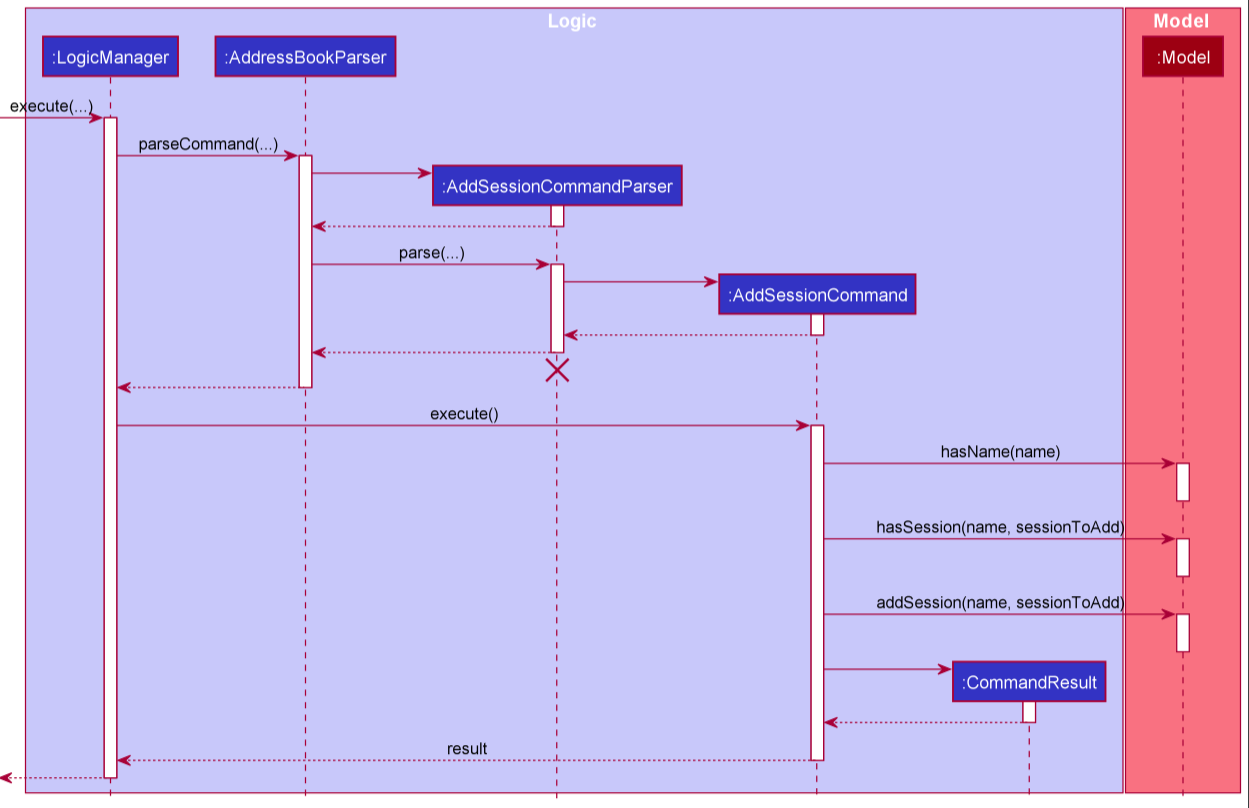 Logic
Model
:LogicManager
:AddressBookParser
:Model
execute(...)
parseCommand(...)
:AddSessionCommandParser
parse(...)
:AddSessionCommand
execute()
hasName(name)
hasSession(name, sessionToAdd)
addSession(name, sessionToAdd)
:CommandResult
result